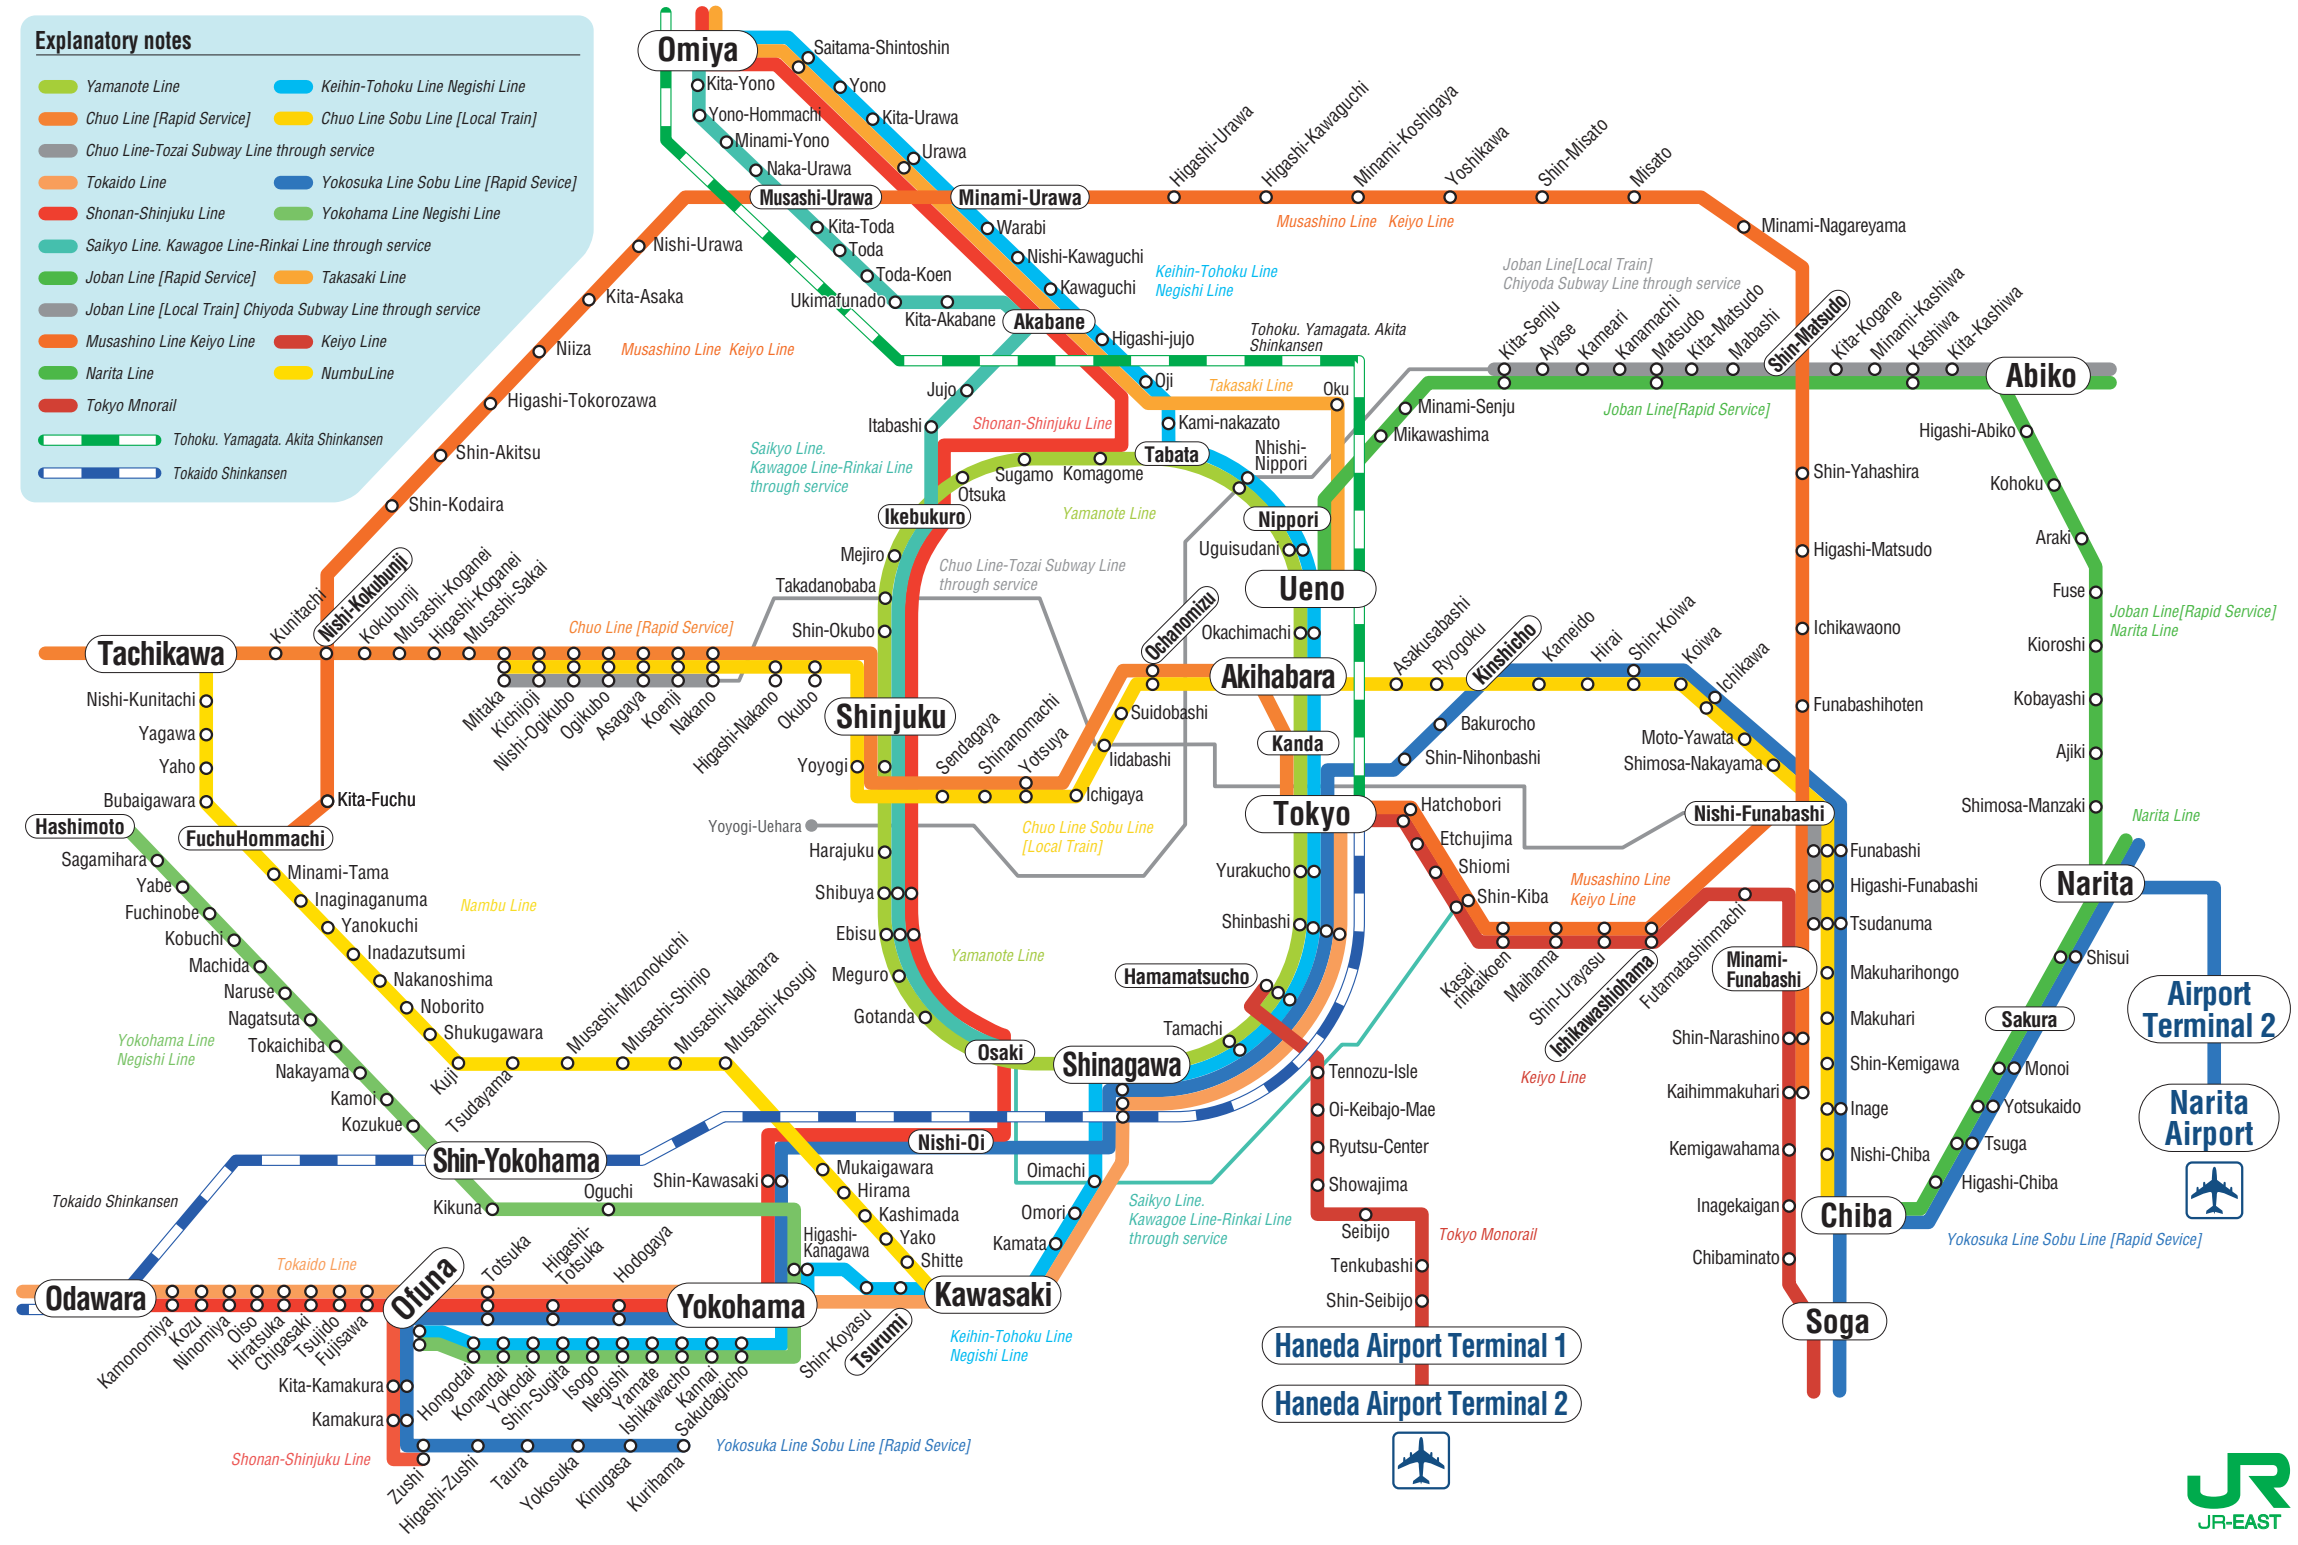 Explanatory notes
Yamanote Line
Keihin-Tohoku Line Negishi Line
Chuo Line [Rapid Service]
Chuo Line Sobu Line [Local Train]
Chuo Line-Tozai Subway Line through service
Tokaido Line
Yokosuka Line Sobu Line [Rapid Sevice]
Shonan-Shinjuku Line
Yokohama Line Negishi Line
Saikyo Line. Kawagoe Line-Rinkai Line through service
Joban Line [Rapid Service]
Takasaki Line
Joban Line [Local Train] Chiyoda Subway Line through service
Musashino Line Keiyo Line
Keiyo Line
Narita Line
NumbuLine
Tokyo Mnorail
Tohoku. Yamagata. Akita Shinkansen
Tokaido Shinkansen
Omiya
Saitama-Shintoshin
Yono
Kita-Urawa
Urawa
Kita-Yono
Yono-Hommachi
Minami-Yono
Naka-Urawa
Musashi-Urawa
Minami-Urawa
Higashi-Urawa
Higashi-Kawaguchi
Minami-Koshigaya
Yoshikawa
Shin-Misato
Misato
Minami-Nagareyama
Musashino Line Keiyo Line
Nishi-Urawa
Kita-Asaka
Niiza
Musashino Line Keiyo Line
Higashi-Tokorozawa
Shin-Akitsu
Shin-Kodaira
Kita-Toda
Toda
Toda-Koen
Ukimafunado
Kita-Akabane
Akabane
Warabi
Nishi-Kawaguchi
Kawaguchi
Keihin-Tohoku Line
Negishi Line
Higashi-jujo
Oji
Kami-nakazato
Tohoku. Yamagata. Akita
Shinkansen
Takasaki Line
Oku
Jujo
Itabashi
Shonan-Shinjuku Line
Saikyo Line.
Kawagoe Line-Rinkai Line
through service
Joban Line[Local Train]
Chiyoda Subway Line through service
Kita-Senju
Ayase
Kameari
Kanamachi
Matsudo
Kita-Matsudo
Mabashi
Shin-Matsudo
Kita-Kogane
Minami-Kashiwa
Kashiwa
Kita-Kashiwa
Abiko
Joban Line[Rapid Service]
Minami-Senju
Mikawashima
Higashi-Abiko
Kohoku
Araki
Fuse
Kioroshi
Kobayashi
Ajiki
Shimosa-Manzaki
Joban Line[Rapid Service]
Narita Line
Narita Line
Narita
Tabata
Nhishi-
Nippori
Nippori
Uguisudani
Ueno
Okachimachi
Akihabara
Kanda
Tokyo
Yurakucho
Shinbashi
Hamamatsucho
Tamachi
Shinagawa
Osaki
Gotanda
Meguro
Ebisu
Shibuya
Harajuku
Yoyogi
Shinjuku
Shin-Okubo
Takadanobaba
Mejiro
Ikebukuro
Otsuka
Sugamo
Komagome
Yamanote Line
Chuo Line-Tozai Subway Line
through service
Yamanote Line
Yoyogi-Uehara
Tachikawa
Kunitachi
Nishi-Kokubunji
Kokubunji
Musashi-Koganei
Higashi-Koganei
Musashi-Sakai
Chuo Line [Rapid Service]
Mitaka
Kichijoji
Nishi-Ogikubo
Ogikubo
Asagaya
Koenji
Nakano
Higashi-Nakano
Okubo
Sendagaya
Shinanomachi
Yotsuya
Ichigaya
Iidabashi
Suidobashi
Ochanomizu
Chuo Line Sobu Line
[Local Train]
Asakusabashi
Ryogoku
Kinshicho
Kameido
Hirai
Shin-Koiwa
Koiwa
Ichikawa
Moto-Yawata
Shimosa-Nakayama
Bakurocho
Shin-Nihonbashi
Shin-Yahashira
Higashi-Matsudo
Ichikawaono
Funabashihoten
Nishi-Funabashi
Funabashi
Higashi-Funabashi
Tsudanuma
Makuharihongo
Makuhari
Shin-Kemigawa
Inage
Nishi-Chiba
Chiba
Hatchobori
Etchujima
Shiomi
Shin-Kiba
Kasai
rinkaikoen
Maihama
Shin-Urayasu
Ichikawashiohama
Futamatashinmachi
Musashino Line
Keiyo Line
Keiyo Line
Minami-
Funabashi
Shin-Narashino
Kaihimmakuhari
Kemigawahama
Inagekaigan
Chibaminato
Soga
Shisui
Sakura
Monoi
Yotsukaido
Tsuga
Higashi-Chiba
Yokosuka Line Sobu Line [Rapid Sevice]
Airport
Terminal 2
Narita
Airport
Nishi-Kunitachi
Yagawa
Yaho
Bubaigawara
Kita-Fuchu
FuchuHommachi
Minami-Tama
Inaginaganuma
Yanokuchi
Inadazutsumi
Nakanoshima
Noborito
Shukugawara
Kuji
Tsudayama
Musashi-Mizonokuchi
Musashi-Shinjo
Musashi-Nakahara
Musashi-Kosugi
Nambu Line
Mukaigawara
Hirama
Kashimada
Yako
Shitte
Kawasaki
Hashimoto
Sagamihara
Yabe
Fuchinobe
Kobuchi
Machida
Naruse
Nagatsuta
Tokaichiba
Nakayama
Kamoi
Kozukue
Yokohama Line
Negishi Line
Shin-Yokohama
Kikuna
Oguchi
Tokaido Shinkansen
Shin-Kawasaki
Nishi-Oi
Oimachi
Omori
Kamata
Saikyo Line.
Kawagoe Line-Rinkai Line
through service
Higashi-
Kanagawa
Shin-Koyasu
Tsurumi
Keihin-Tohoku Line
Negishi Line
Tokaido Line
Odawara
Kamonomiya
Kozu
Ninomiya
Oiso
Hiratsuka
Chigasaki
Tsujido
Fujisawa
Ofuna
Totsuka
Higashi-
Totsuka
Hodogaya
Yokohama
Hongodai
Konandai
Yokodai
Shin-Sugita
Isogo
Negishi
Yamate
Ishikawacho
Kannai
Sakudagicho
Kita-Kamakura
Kamakura
Shonan-Shinjuku Line
Zushi
Higashi-Zushi
Taura
Yokosuka
Kinugasa
Kurihama
Yokosuka Line Sobu Line [Rapid Sevice]
Tennozu-Isle
Oi-Keibajo-Mae
Ryutsu-Center
Showajima
Seibijo
Tenkubashi
Shin-Seibijo
Tokyo Monorail
Haneda Airport Terminal 1
Haneda Airport Terminal 2
JR
JR-EAST